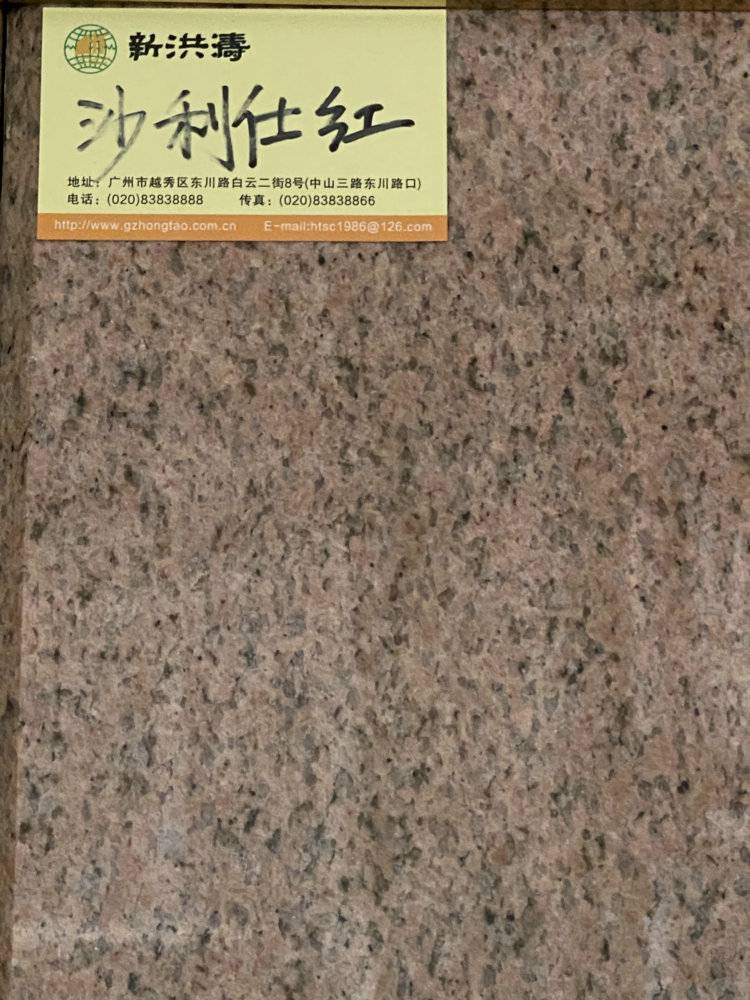 新洪濤
沙利仕红
地址：广州市越秀区东川路白云二街8号(中山三路东川路口)
电话：(020)83838888 传真：(020)83838866
http://www.gzhongtao.com.cn E-mail:htsc1986@126.com